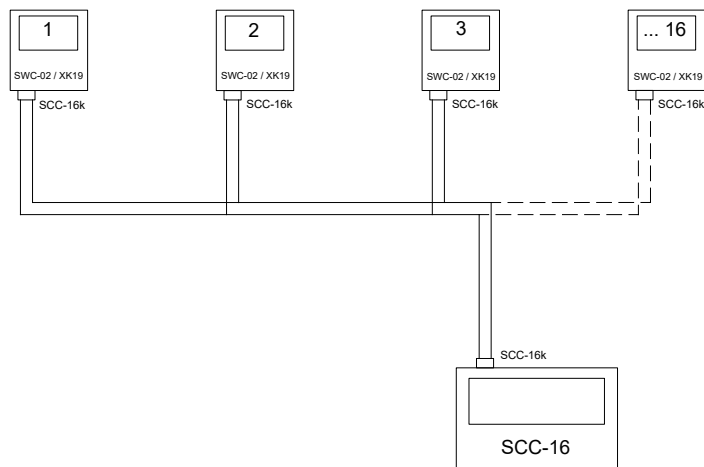 1
2
3
... 16
SWC-02 / XK19
SWC-02 / XK19
SWC-02 / XK19
SWC-02 / XK19
SCC-16k
SCC-16k
SCC-16k
SCC-16k
SCC-16k
SCC-16